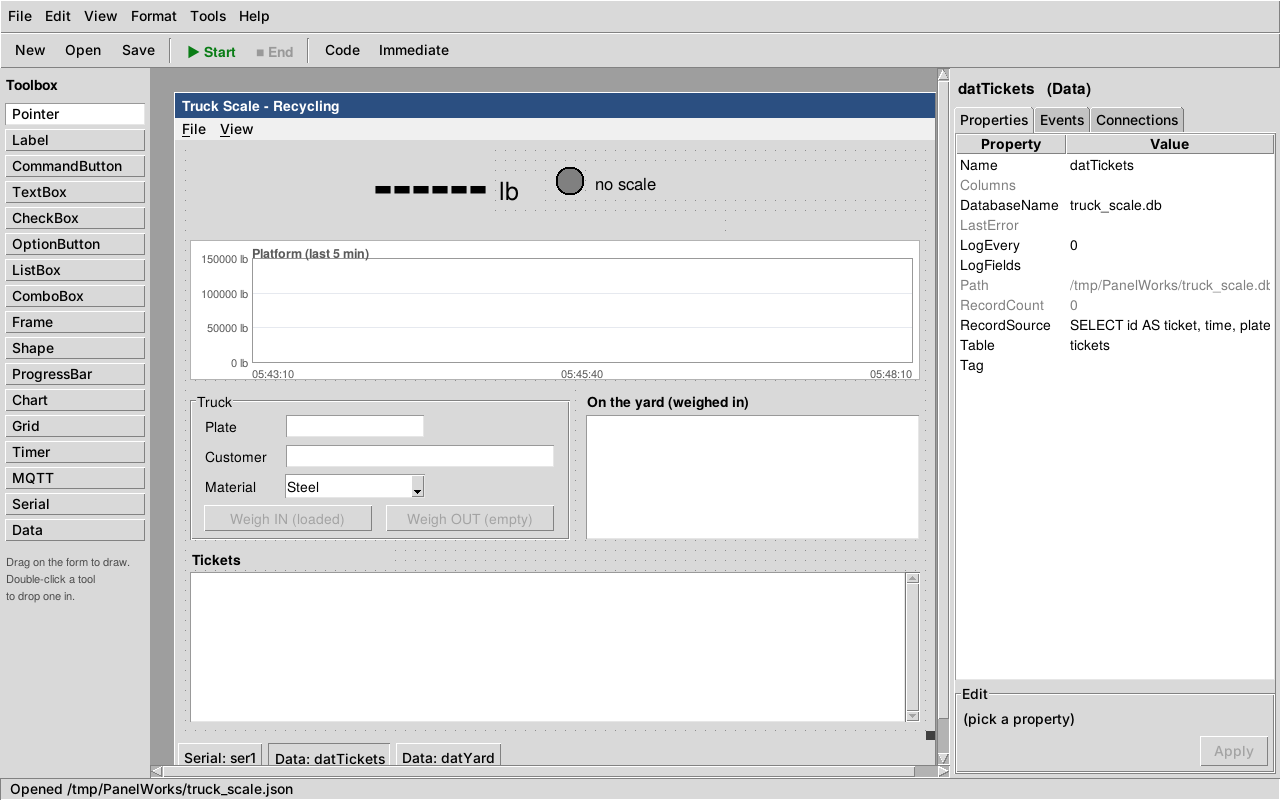 File Edit View Format Tools Help
New Open Save ▶ Start ■ End Code Immediate
Toolbox
Pointer
Label
CommandButton
TextBox
CheckBox
OptionButton
ListBox
ComboBox
Frame
Shape
ProgressBar
Chart
Grid
Timer
MQTT
Serial
Data
Drag on the form to draw.
Double-click a tool
to drop one in.
Truck Scale - Recycling
File View
------ lb no scale
Platform (last 5 min)
150000 lb
100000 lb
50000 lb
0 lb
05:43:10 05:45:40 05:48:10
Truck
Plate
Customer
Material Steel
Weigh IN (loaded) Weigh OUT (empty)
On the yard (weighed in)
Tickets
Serial: ser1 Data: datTickets Data: datYard
datTickets (Data)
Properties Events Connections
Property Value
Name datTickets
Columns
DatabaseName truck_scale.db
LastError
LogEvery 0
LogFields
Path /tmp/PanelWorks/truck_scale.db
RecordCount 0
RecordSource SELECT id AS ticket, time, plate
Table tickets
Tag
Edit
(pick a property)
Apply
Opened /tmp/PanelWorks/truck_scale.json